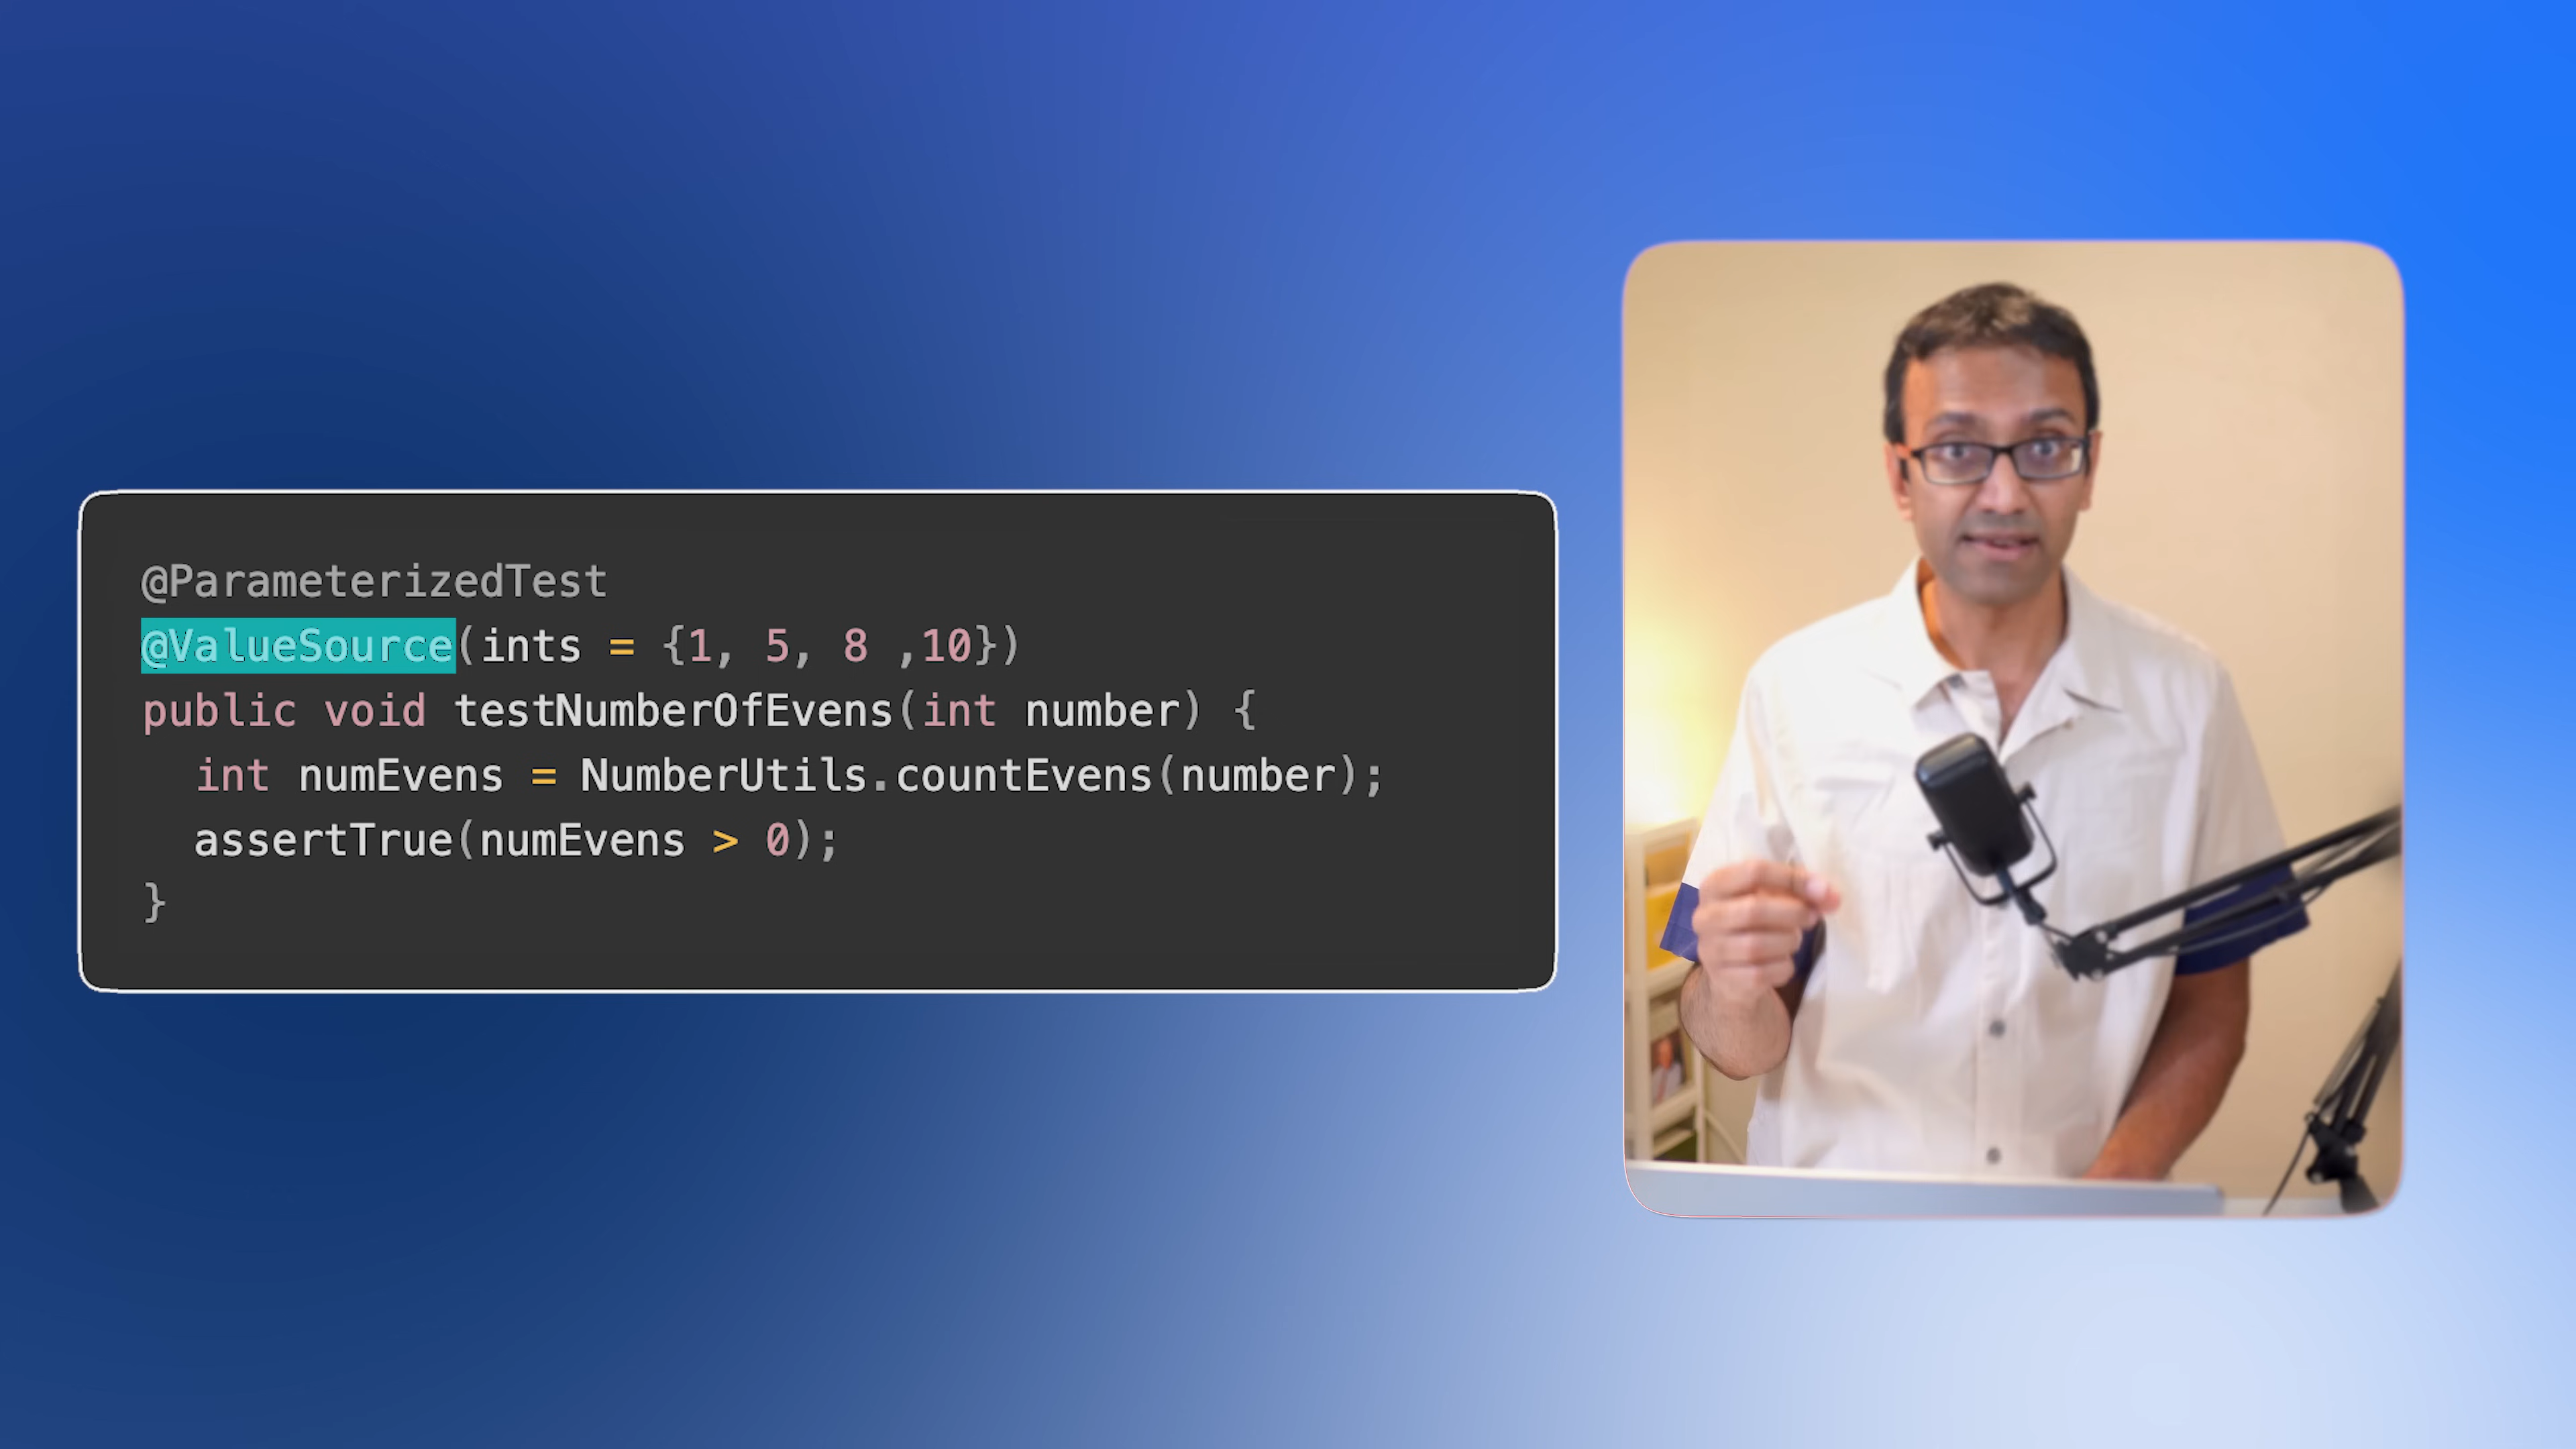 @ParameterizedTest
@ValueSource(ints = {1, 5, 8 ,10})
public void testNumberOfEvens(int number) {
  int numEvens = NumberUtils.countEvens(number);
  assertTrue(numEvens > 0);
}